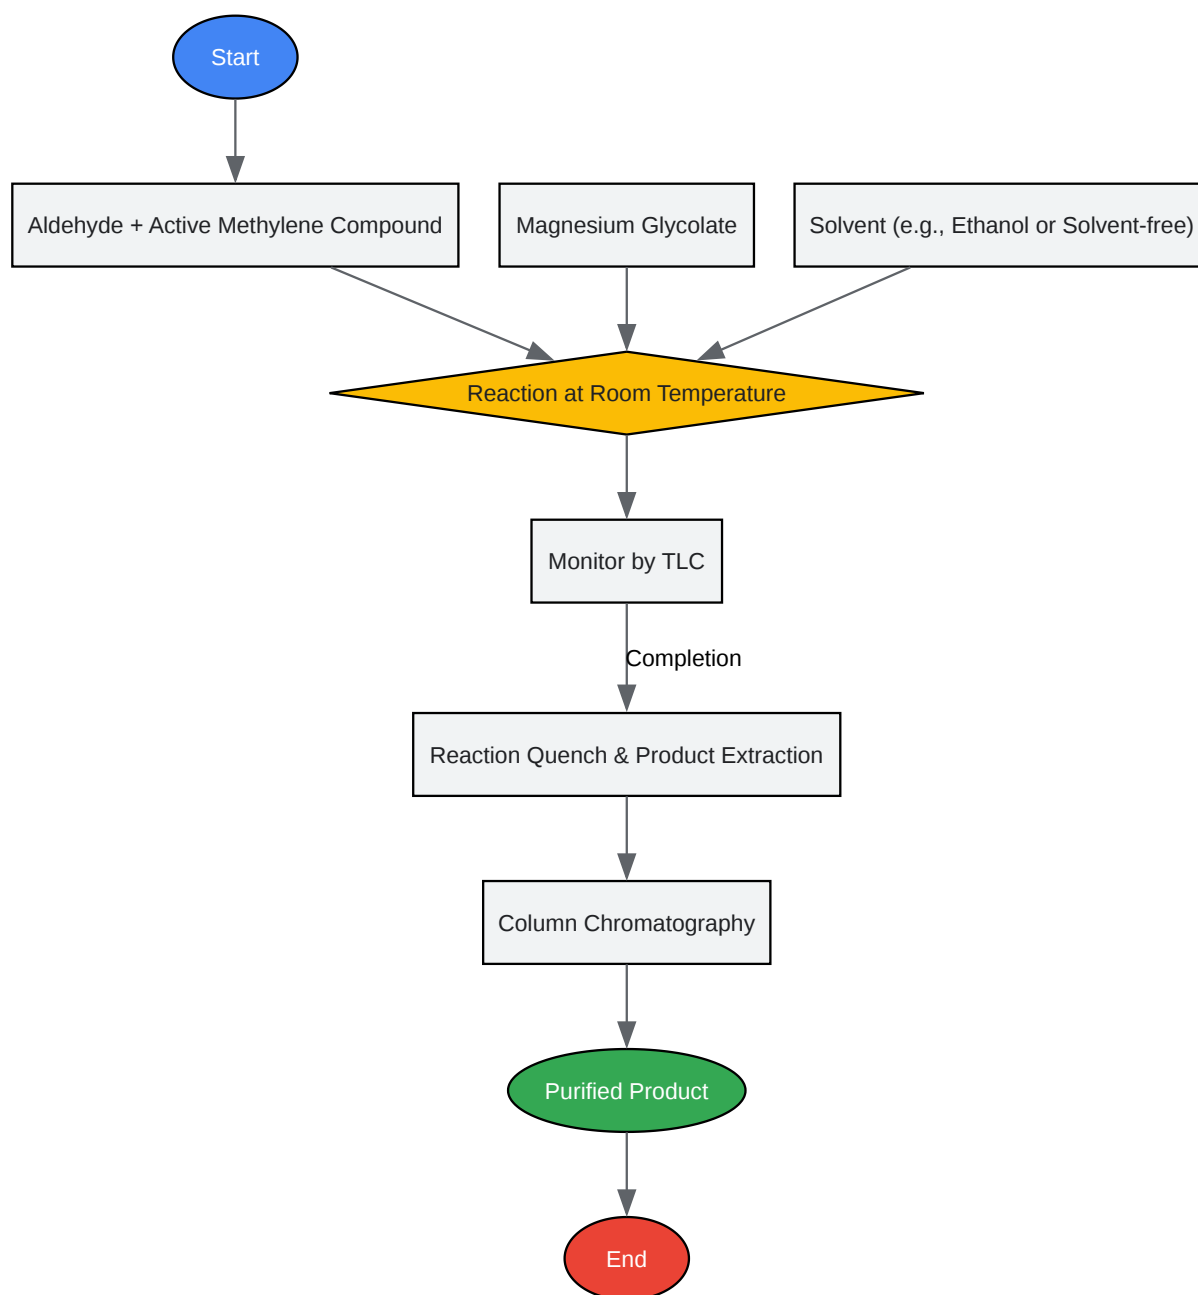 Start
Aldehyde + Active Methylene Compound
Magnesium Glycolate
Solvent (e.g., Ethanol or Solvent-free)
Reaction at Room Temperature
Monitor by TLC
Completion
Reaction Quench & Product Extraction
Column Chromatography
Purified Product
End